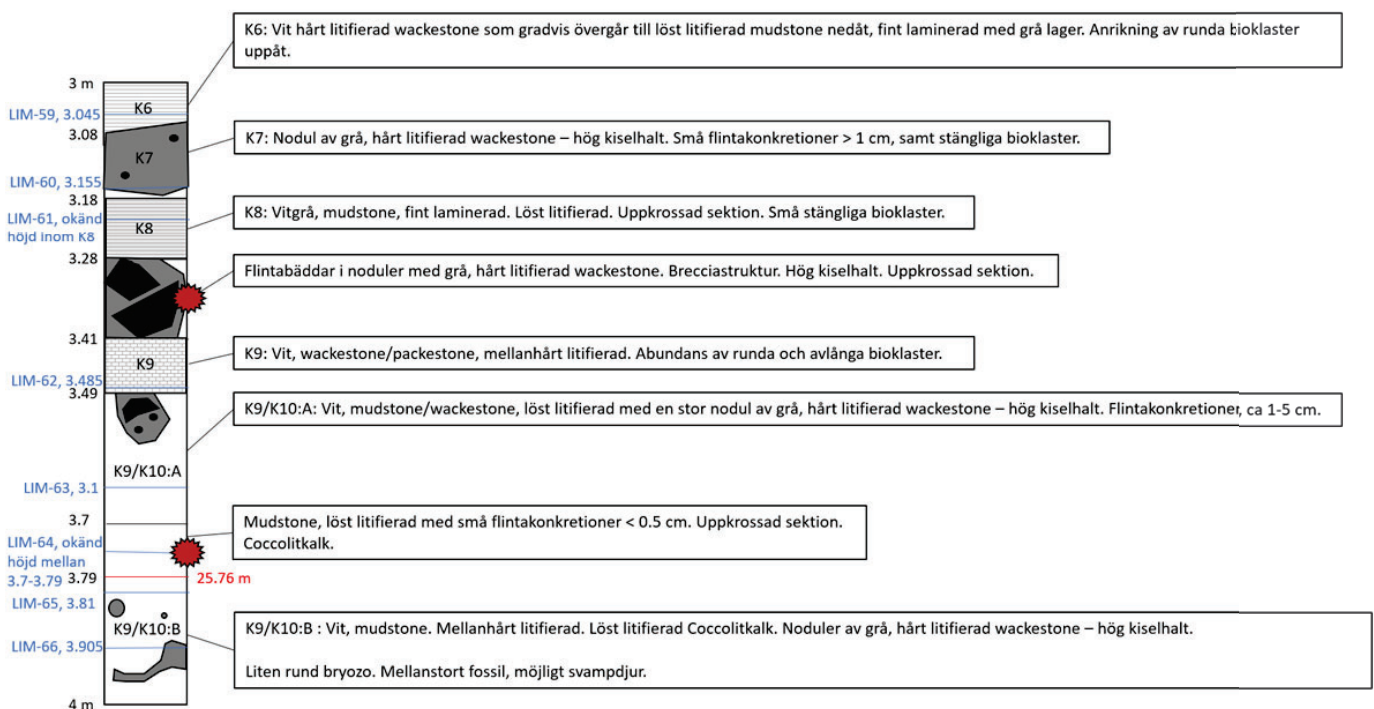 K6: Vit hårt litifierad wackestone som gradvis övergår till löst litifierad mudstone nedåt, fint laminerad med grå lager. Anrikning av runda bioklaster
uppåt.
3 m
K6
LIM-59, 3.045
3.08
K7: Nodul av grå, hårt litifierad wackestone – hög kiselhalt. Små flintakonkretioner > 1 cm, samt stängliga bioklaster.
K7
LIM-60, 3.155
3.18
LIM-61, okänd
höjd inom K8
K8
K8: Vitgrå, mudstone, fint laminerad. Löst litifierad. Uppkrossad sektion. Små stängliga bioklaster.
3.28
Flintabäddar i noduler med grå, hårt litifierad wackestone. Brecciastruktur. Hög kiselhalt. Uppkrossad sektion.
3.41
K9
K9: Vit, wackestone/packestone, mellanhårt litifierad. Abundans av runda och avlånga bioklaster.
LIM-62, 3.485
3.49
K9/K10:A: Vit, mudstone/wackestone, löst litifierad med en stor nodul av grå, hårt litifierad wackestone – hög kiselhalt. Flintakonkretioner, ca 1-5 cm.
K9/K10:A
LIM-63, 3.1
3.7
Mudstone, löst litifierad med små flintakonkretioner < 0.5 cm. Uppkrossad sektion.
Coccolitkalk.
LIM-64, okänd
höjd mellan
3.7-3.79
3.79
25.76 m
LIM-65, 3.81
K9/K10:B
K9/K10:B : Vit, mudstone. Mellanhårt litifierad. Löst litifierad Coccolitkalk. Noduler av grå, hårt litifierad wackestone – hög kiselhalt.
LIM-66, 3.905
Liten rund bryozo. Mellanstort fossil, möjligt svampdjur.
4 m